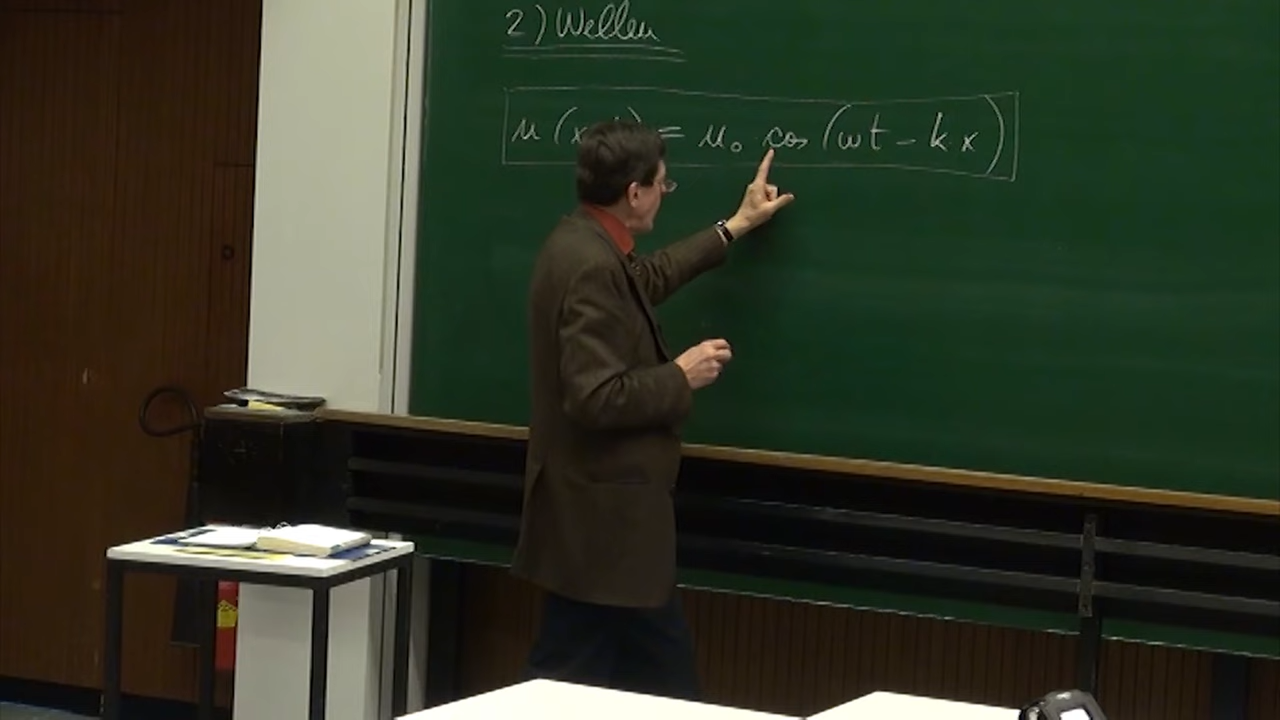 2) Wellen
u (x t) = u₀ cos (ωt - kx)